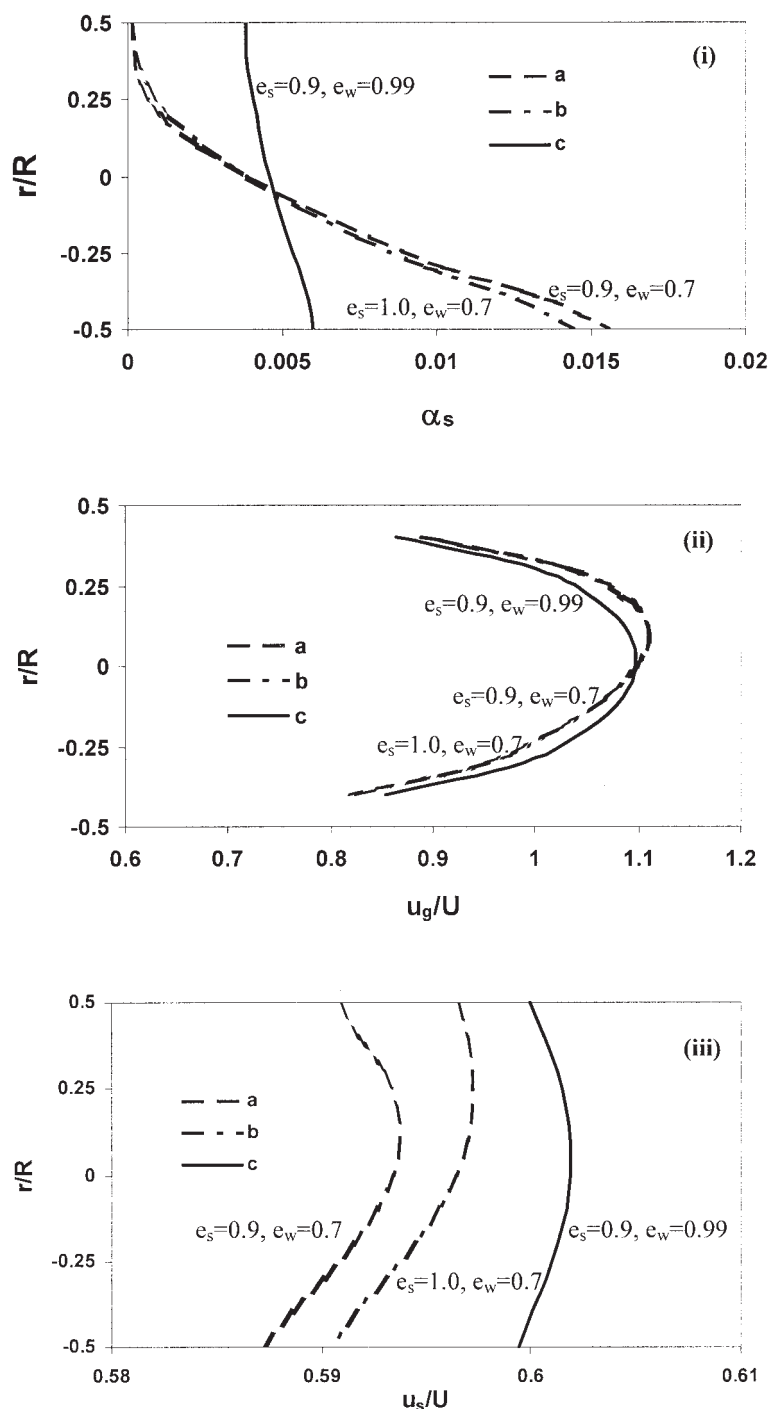 0.5
0.25
0
-0.25
-0.5
r/R
(i)
a
b
c
e_s=0.9, e_w=0.99
e_s=0.9, e_w=0.7
e_s=1.0, e_w=0.7
0 0.005 0.01 0.015 0.02
α_s
0.5
0.25
0
-0.25
-0.5
r/R
(ii)
a
b
c
e_s=0.9, e_w=0.99
e_s=0.9, e_w=0.7
e_s=1.0, e_w=0.7
0.6 0.7 0.8 0.9 1 1.1 1.2
u_g/U
0.5
0.25
0
-0.25
-0.5
r/R
(iii)
a
b
c
e_s=0.9, e_w=0.7
e_s=0.9, e_w=0.99
e_s=1.0, e_w=0.7
0.58 0.59 0.6 0.61
u_s/U